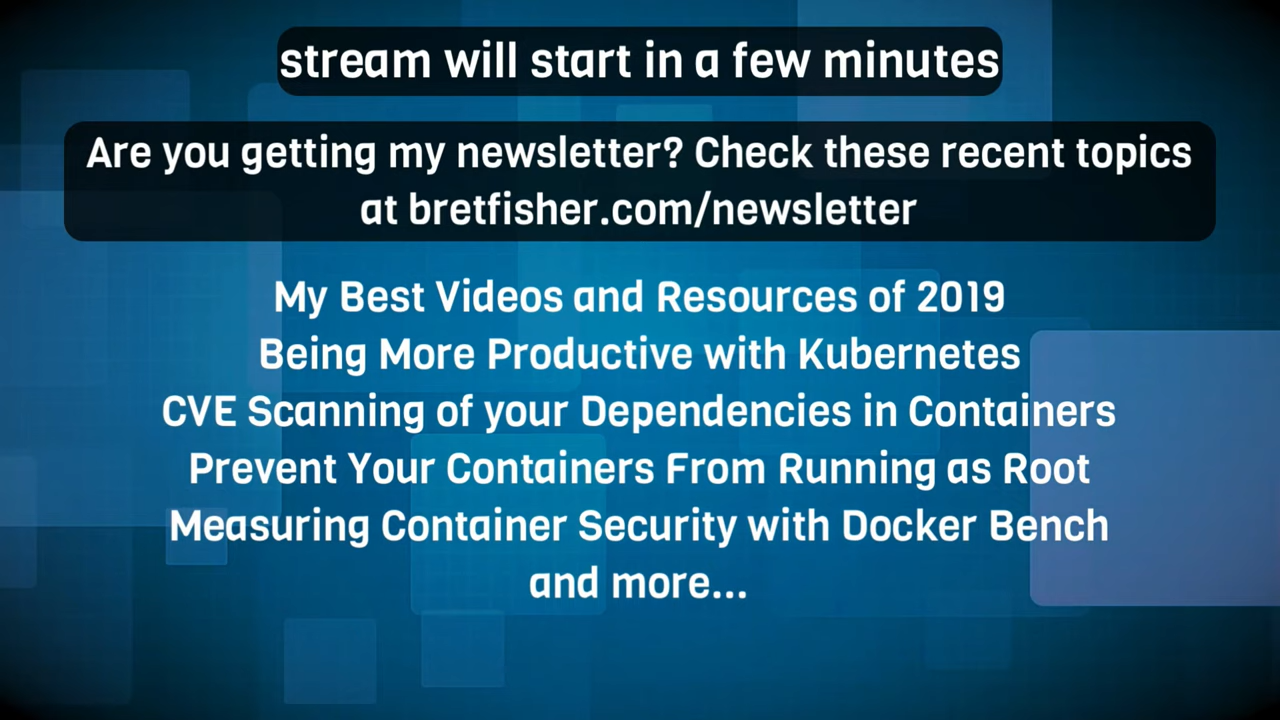 stream will start in a few minutes
Are you getting my newsletter? Check these recent topics
at bretfisher.com/newsletter
My Best Videos and Resources of 2019
Being More Productive with Kubernetes
CVE Scanning of your Dependencies in Containers
Prevent Your Containers From Running as Root
Measuring Container Security with Docker Bench
and more...